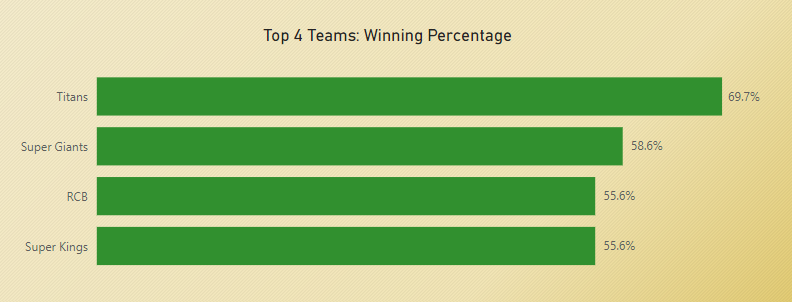 Top 4 Teams: Winning Percentage
Titans 69.7%
Super Giants 58.6%
RCB 55.6%
Super Kings 55.6%